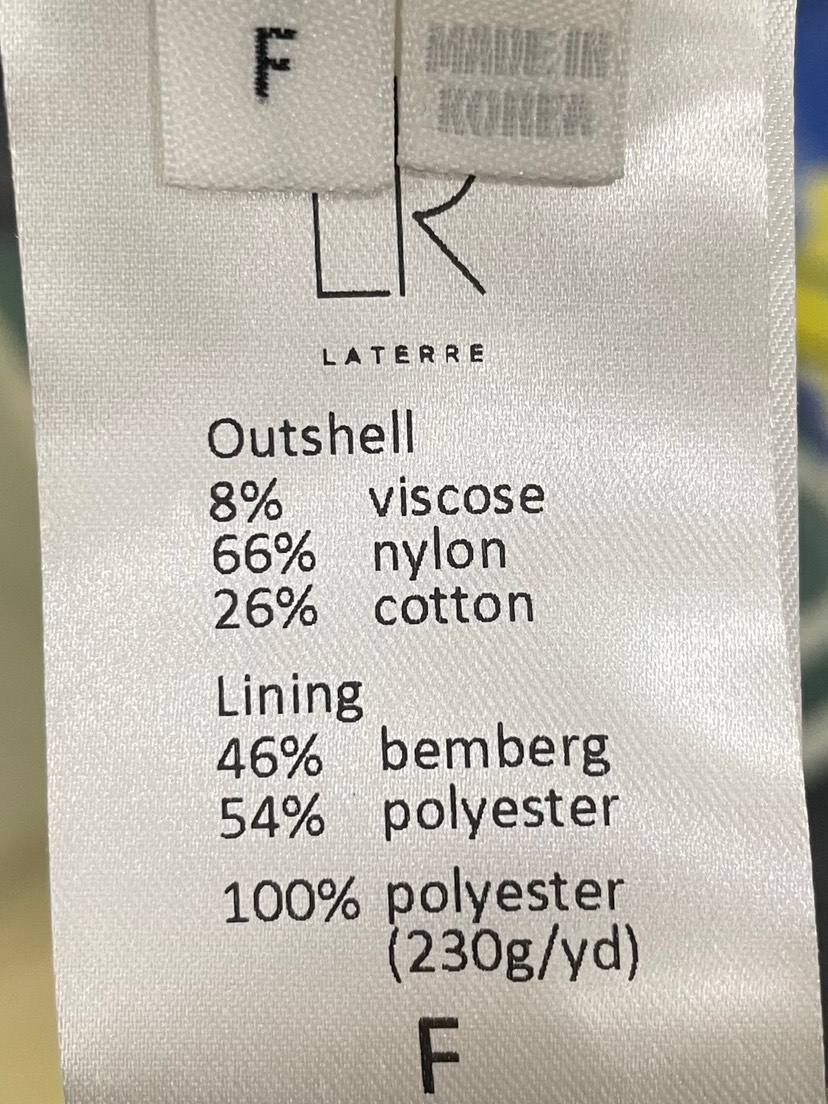 F
MADE IN
KOREA
LR
LATERRE
Outshell
8% viscose
66% nylon
26% cotton
Lining
46% bemberg
54% polyester
100% polyester
(230g/yd)
F